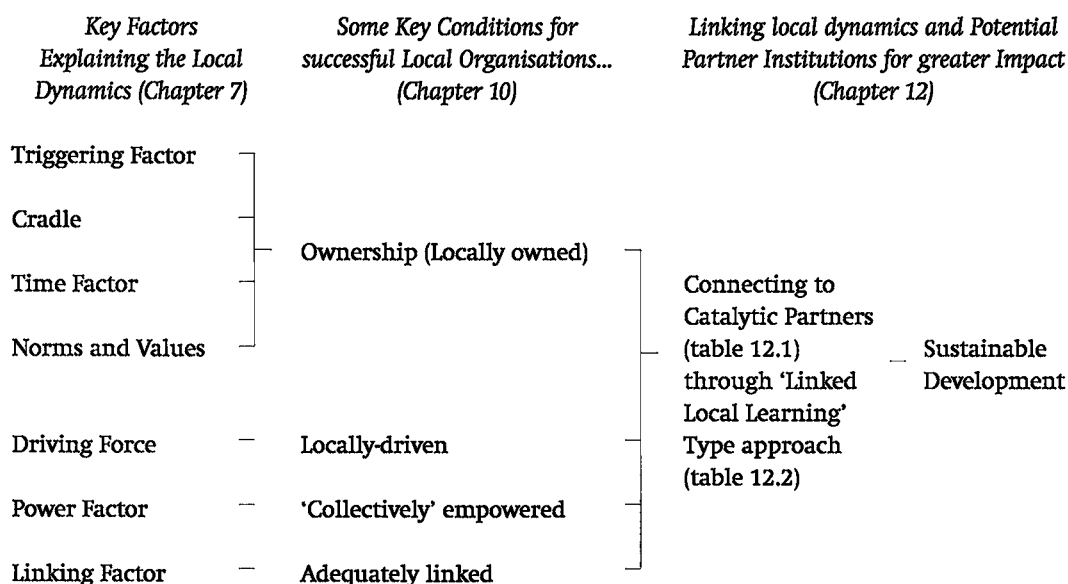 Key Factors
Explaining the Local
Dynamics (Chapter 7)
Some Key Conditions for
successful Local Organisations...
(Chapter 10)
Linking local dynamics and Potential
Partner Institutions for greater Impact
(Chapter 12)
Triggering Factor
Cradle
Time Factor
Norms and Values
Ownership (Locally owned)
Driving Force
Locally-driven
Power Factor
'Collectively' empowered
Linking Factor
Adequately linked
Connecting to
Catalytic Partners
(table 12.1)
through 'Linked
Local Learning'
Type approach
(table 12.2)
Sustainable
Development